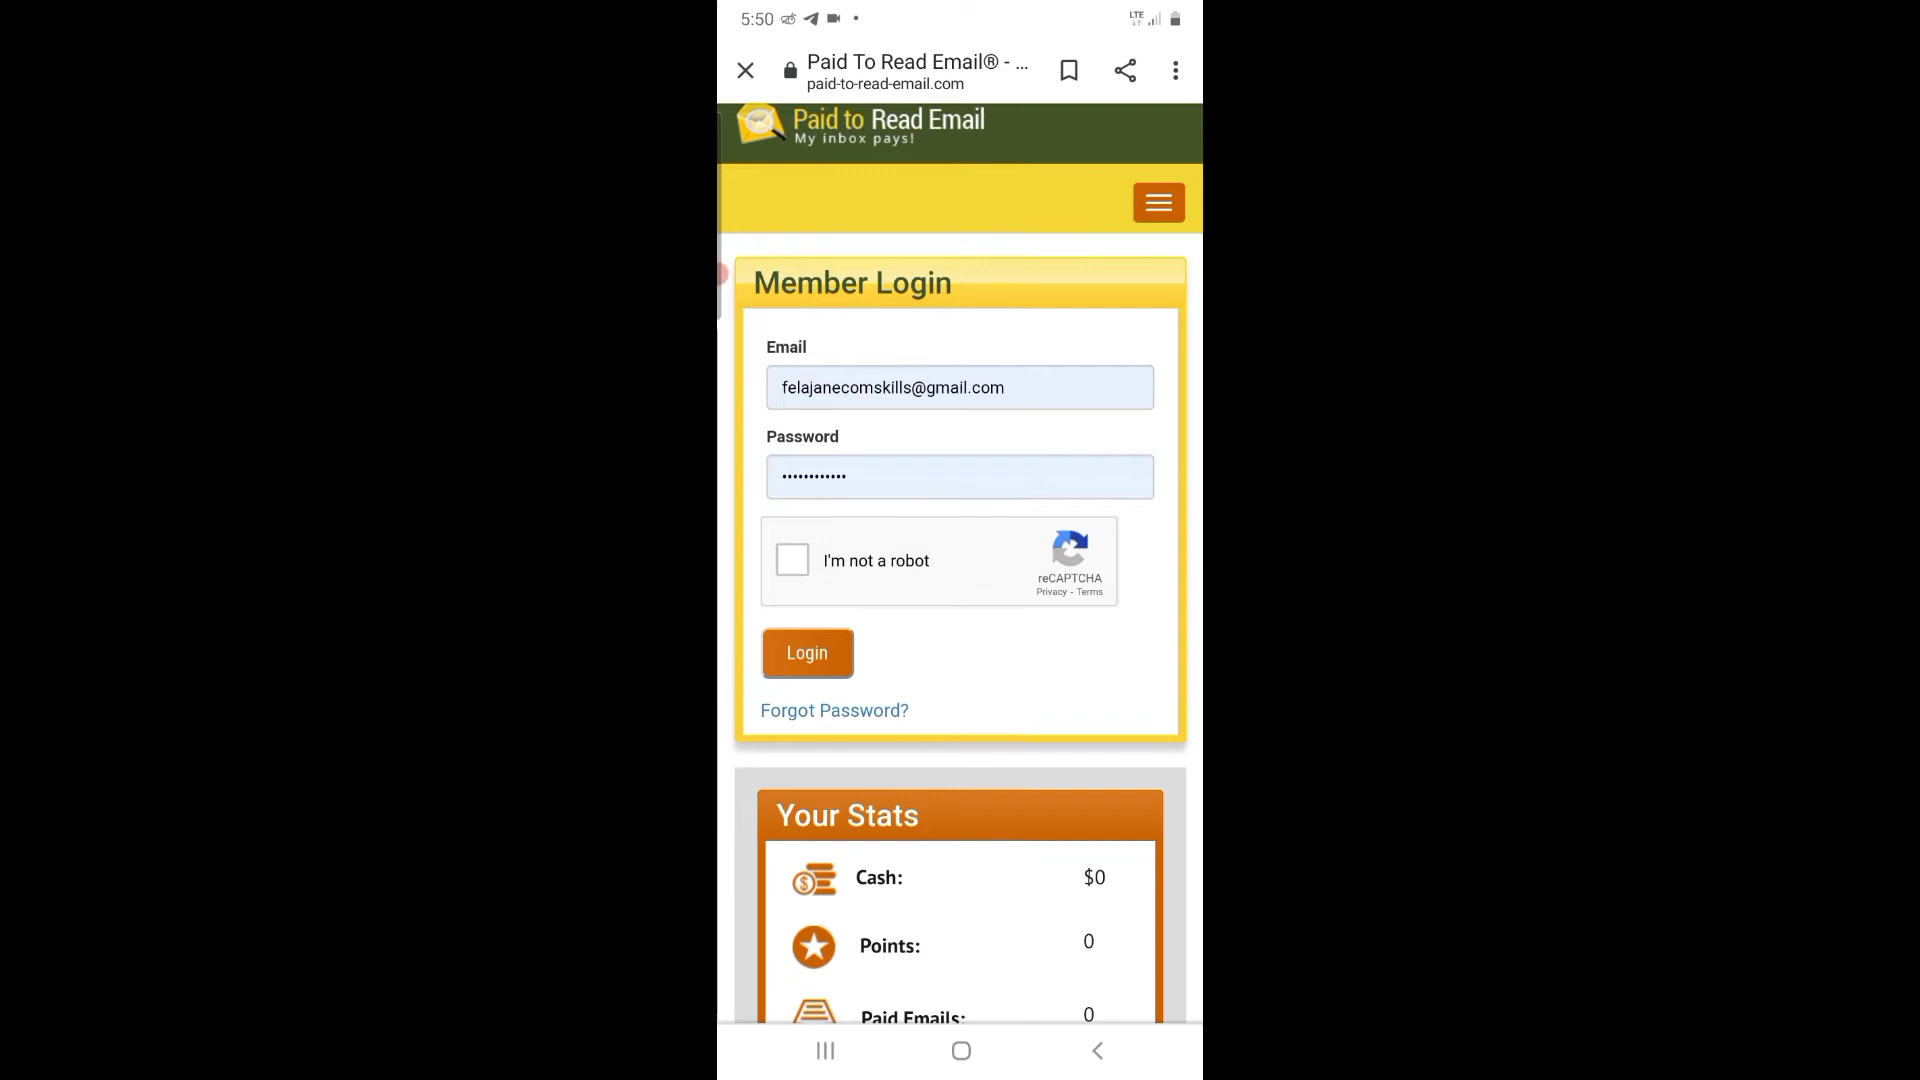 5:50
LTE
Paid To Read Email® - ...
paid-to-read-email.com
Paid to Read Email
My inbox pays!
Member Login
Email
felajanecomskills@gmail.com
Password
••••••••••••
I'm not a robot
reCAPTCHA
Privacy - Terms
Login
Forgot Password?
Your Stats
Cash: $0
Points: 0
Paid Emails: 0